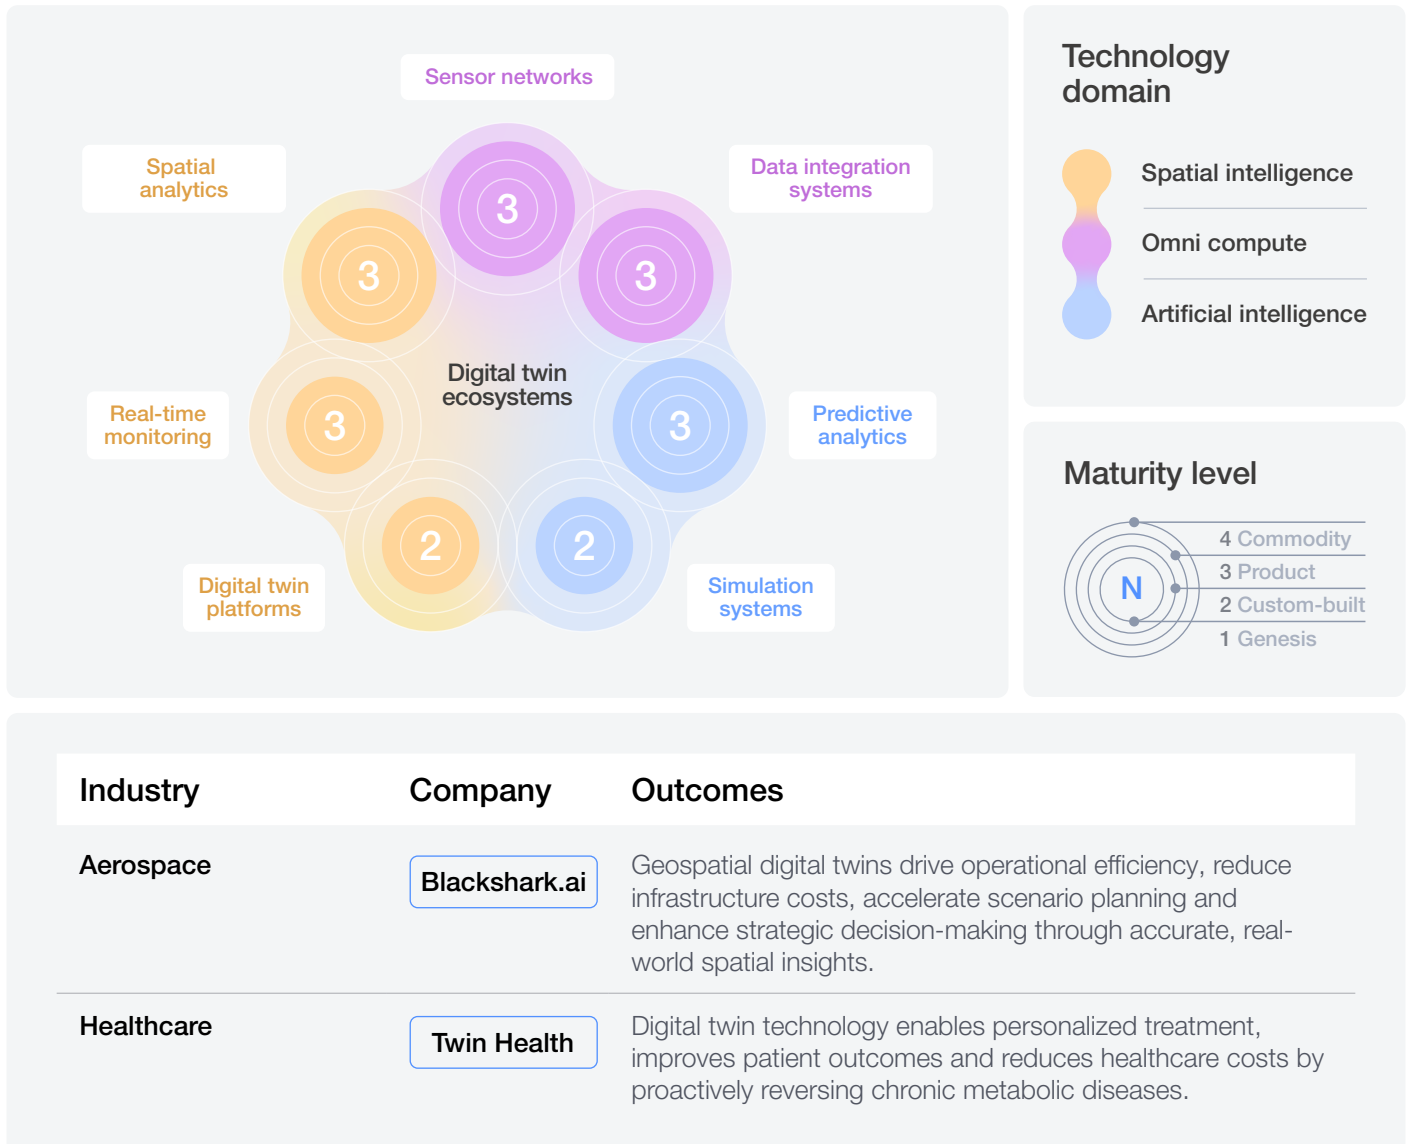 Sensor networks
Spatial
analytics
Data integration
systems
3
3
3
Digital twin
ecosystems
Real-time
monitoring
3
3
Predictive
analytics
2
2
Digital twin
platforms
Simulation
systems
Technology
domain
Spatial intelligence
Omni compute
Artificial intelligence
Maturity level
N
4 Commodity
3 Product
2 Custom-built
1 Genesis
Industry Company Outcomes
Aerospace
Blackshark.ai
Geospatial digital twins drive operational efficiency, reduce
infrastructure costs, accelerate scenario planning and
enhance strategic decision-making through accurate, real-
world spatial insights.
Healthcare
Twin Health
Digital twin technology enables personalized treatment,
improves patient outcomes and reduces healthcare costs by
proactively reversing chronic metabolic diseases.